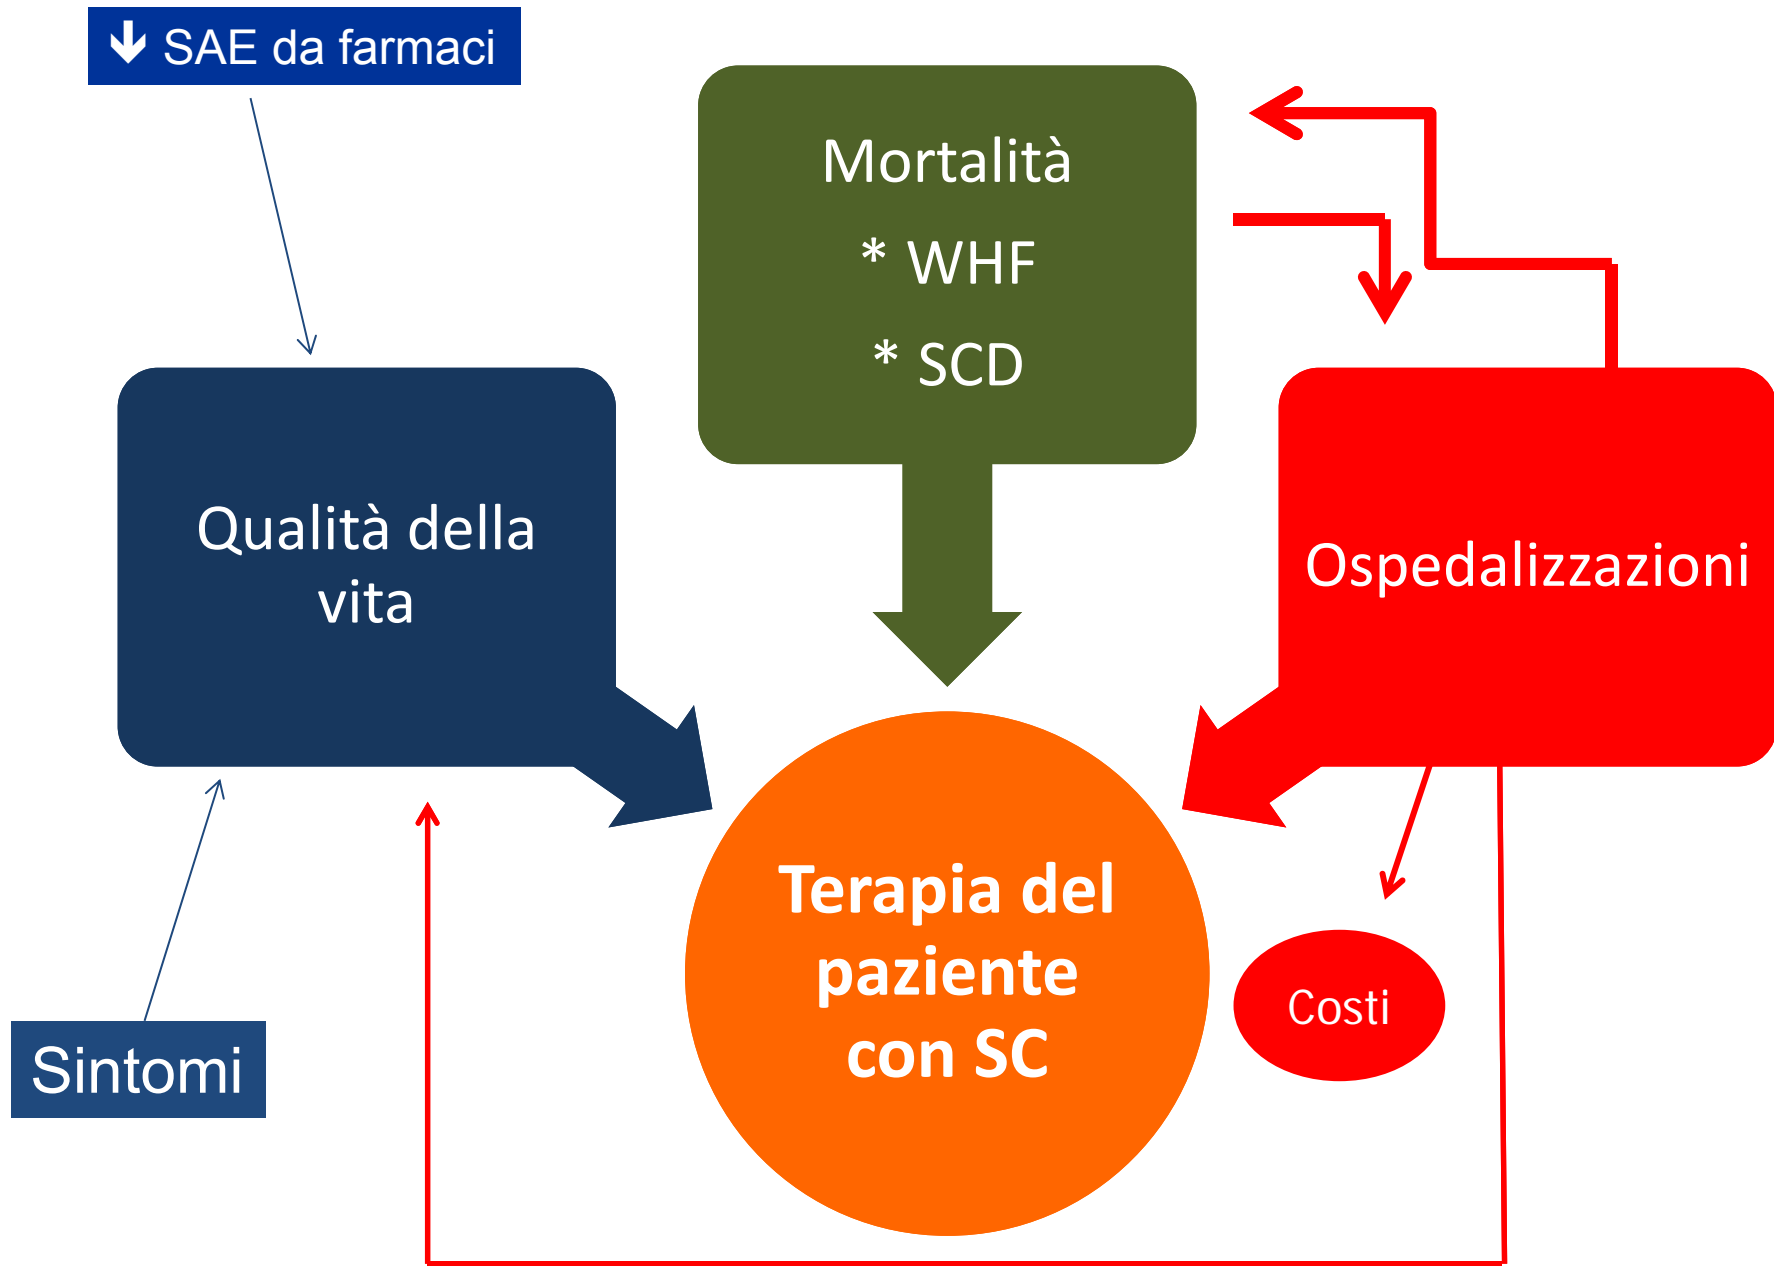 🡻 SAE da farmaci
Mortalità
* WHF
* SCD
Qualità della
vita
Ospedalizzazioni
Terapia del
paziente
con SC
Costi
Sintomi